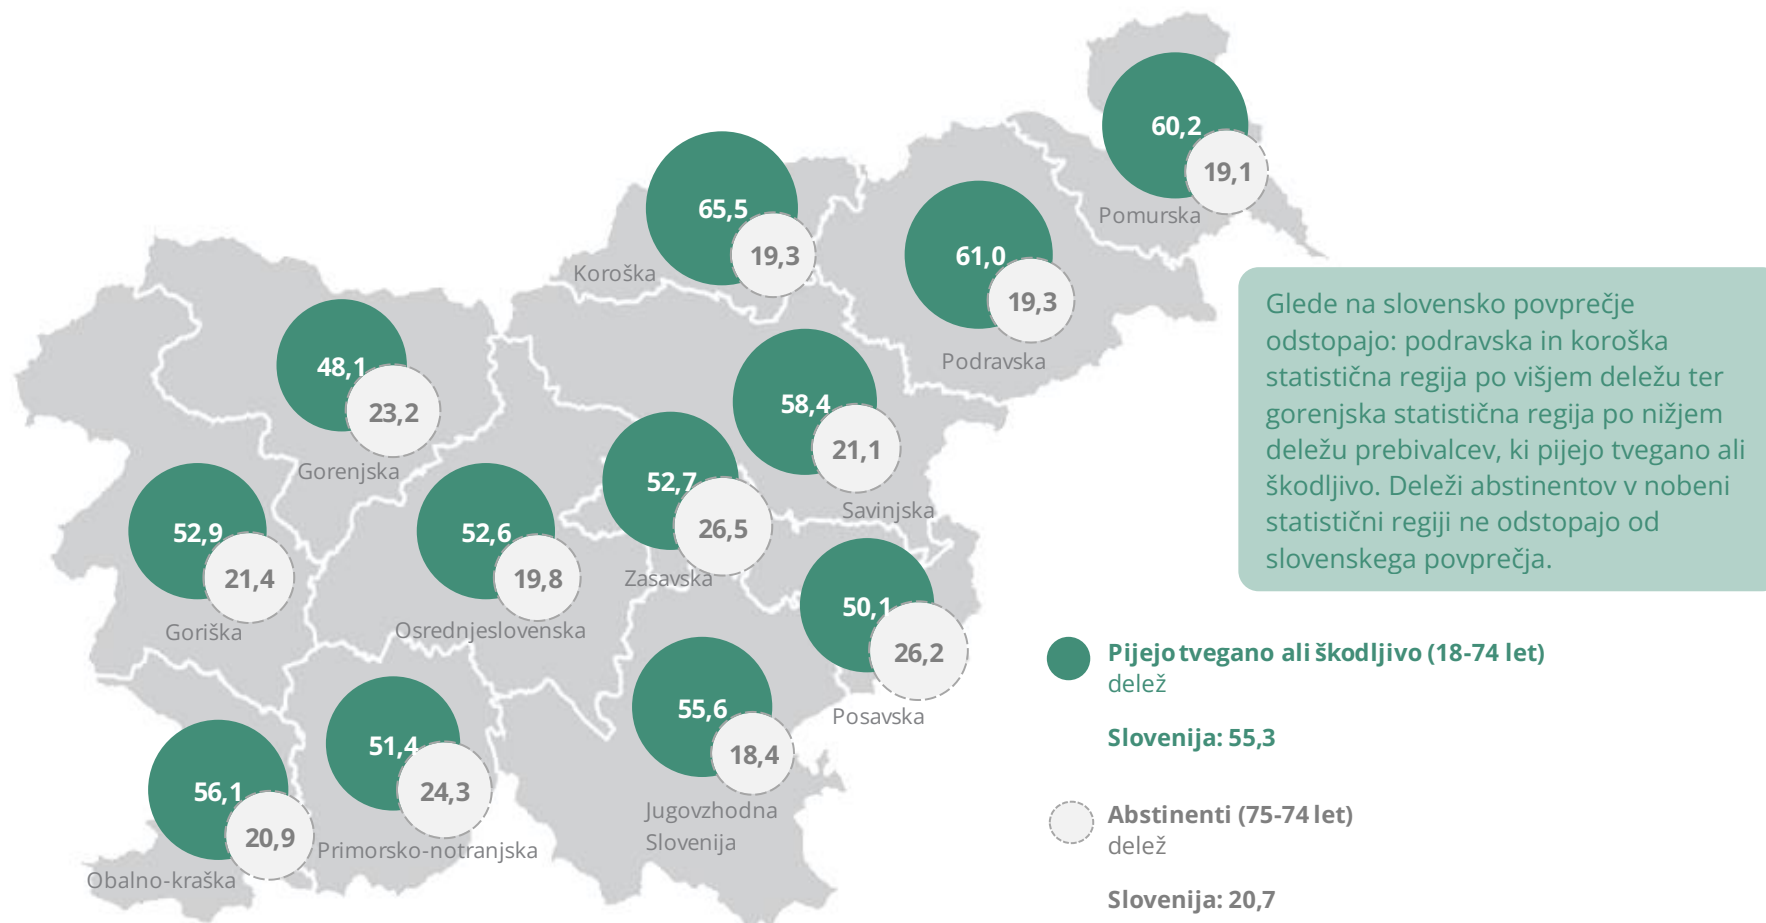 60,2
19,1
Pomurska
65,5
19,3
Koroška
61,0
19,3
Podravska
48,1
23,2
Gorenjska
58,4
21,1
Savinjska
52,7
26,5
Zasavska
52,9
21,4
Goriška
52,6
19,8
Osrednjeslovenska
50,1
26,2
Posavska
55,6
18,4
Jugovzhodna
Slovenija
51,4
24,3
Primorsko-notranjska
56,1
20,9
Obalno-kraška
Glede na slovensko povprečje
odstopajo: podravska in koroška
statistična regija po višjem deležu ter
gorenjska statistična regija po nižjem
deležu prebivalcev, ki pijejo tvegano ali
škodljivo. Deleži abstinentov v nobeni
statistični regiji ne odstopajo od
slovenskega povprečja.
Pijejo tvegano ali škodljivo (18-74 let)
delež
Slovenija: 55,3
Abstinenti (75-74 let)
delež
Slovenija: 20,7